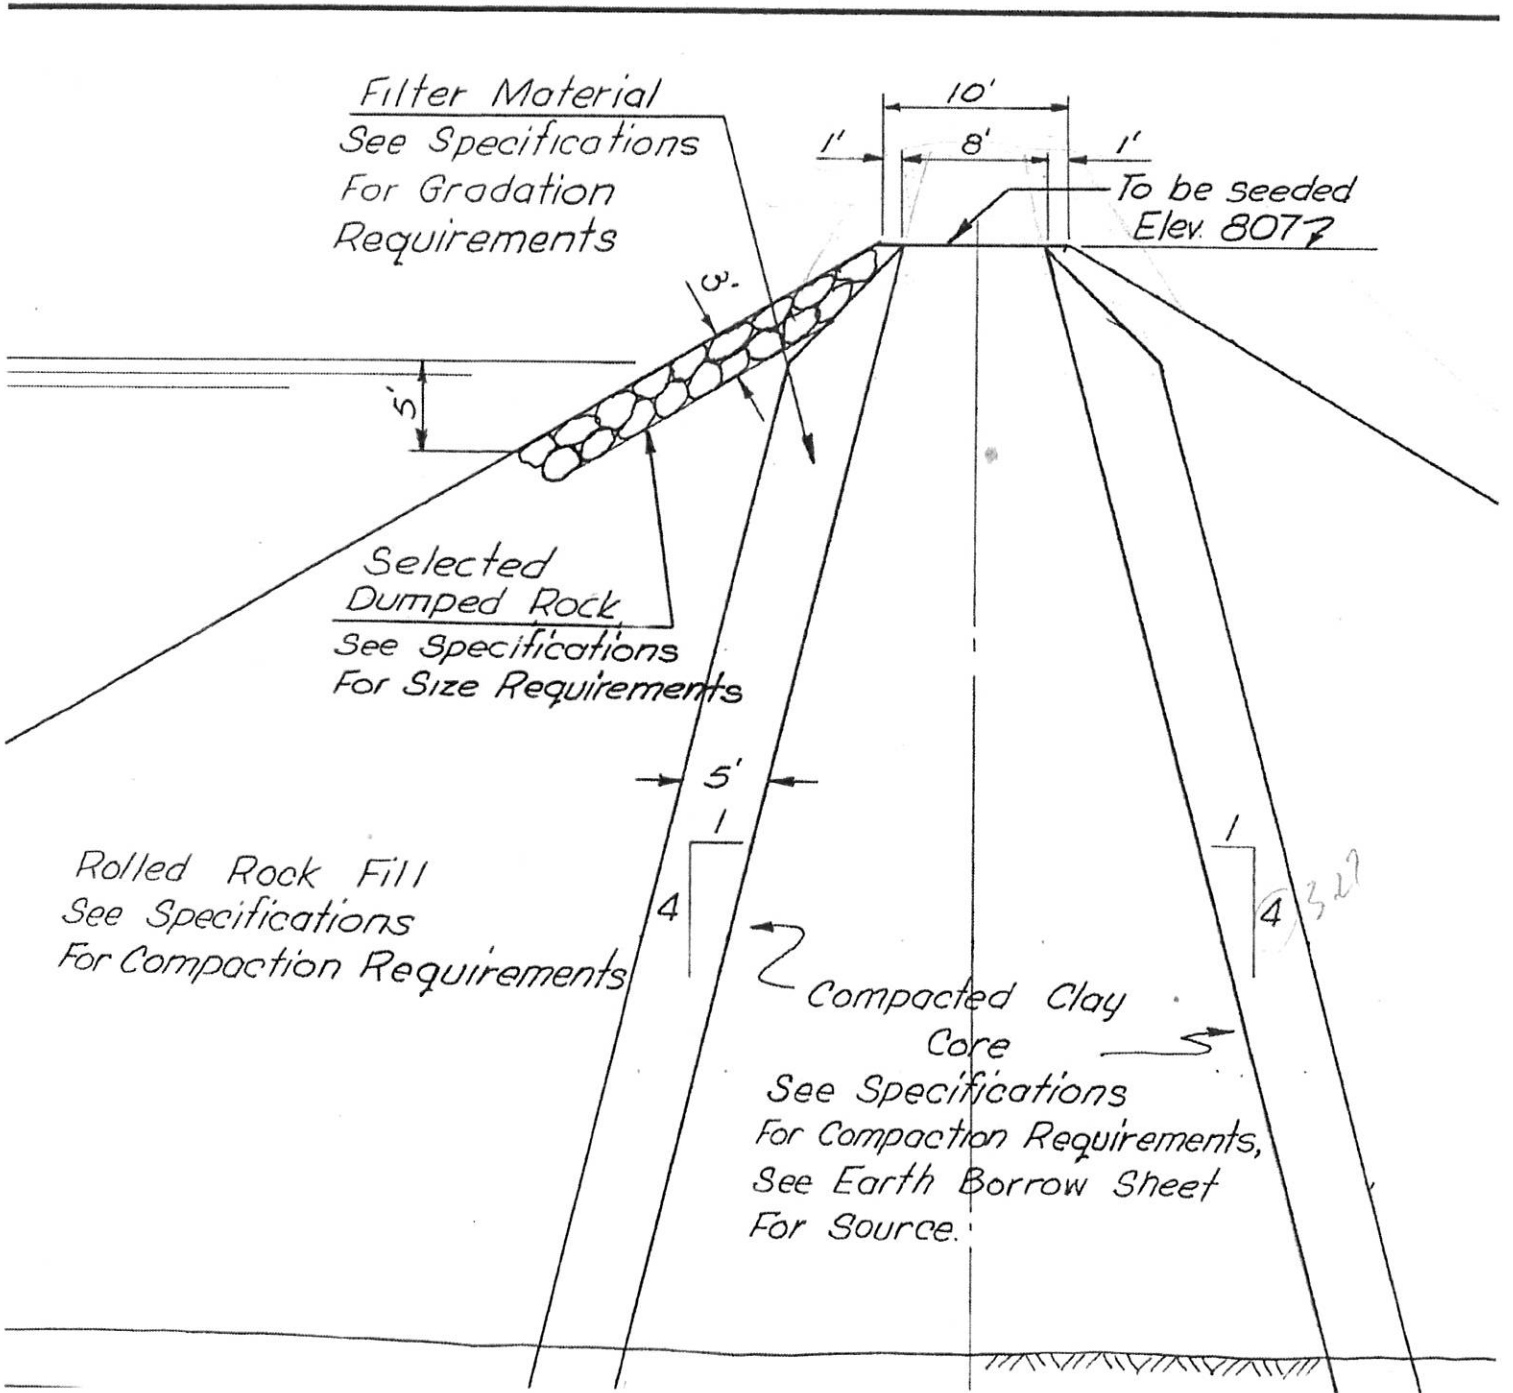 Filter Material
See Specifications
For Gradation
Requirements
10'
1'
8'
1'
To be seeded
Elev. 8077
3'
5'
Selected
Dumped Rock
See Specifications
For Size Requirements
5'
1
4
1
4
Rolled Rock Fill
See Specifications
For Compaction Requirements
Compacted Clay
Core
See Specifications
For Compaction Requirements,
See Earth Borrow Sheet
For Source.